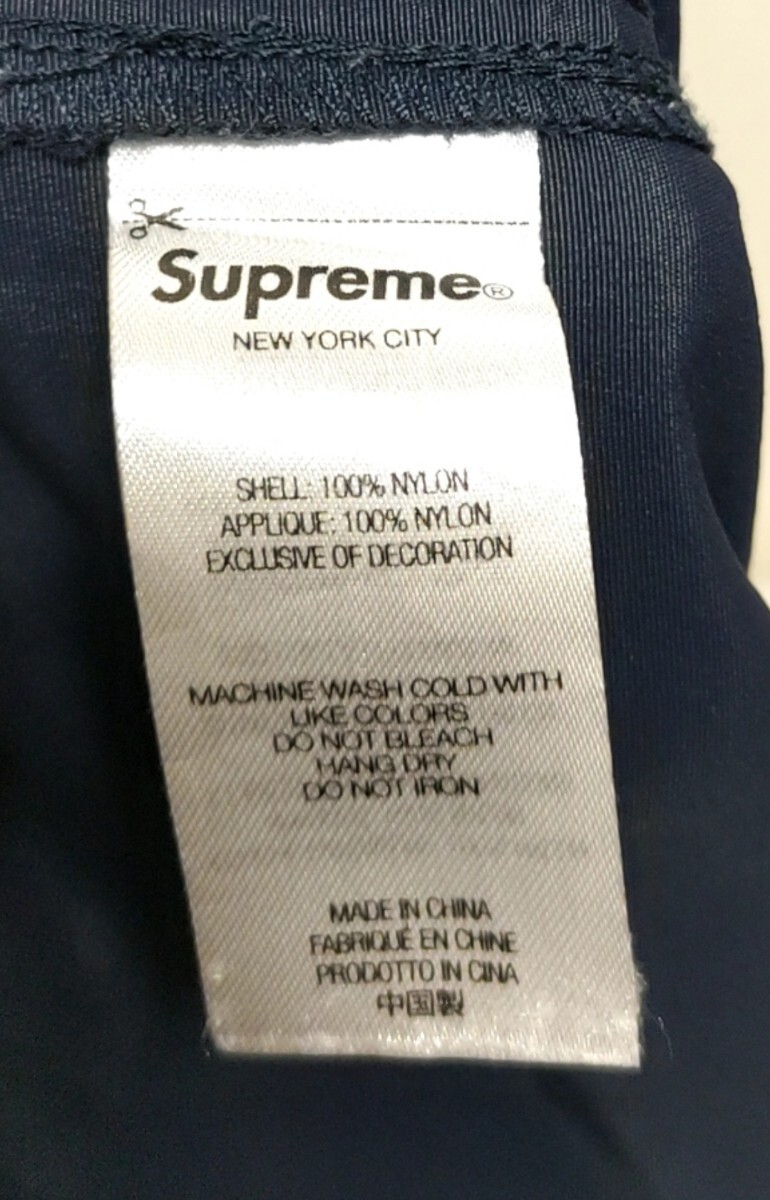 Supreme®
NEW YORK CITY
SHELL: 100% NYLON
APPLIQUE: 100% NYLON
EXCLUSIVE OF DECORATION
MACHINE WASH COLD WITH
LIKE COLORS
DO NOT BLEACH
HANG DRY
DO NOT IRON
MADE IN CHINA
FABRIQUÉ EN CHINE
PRODOTTO IN CINA
中国製